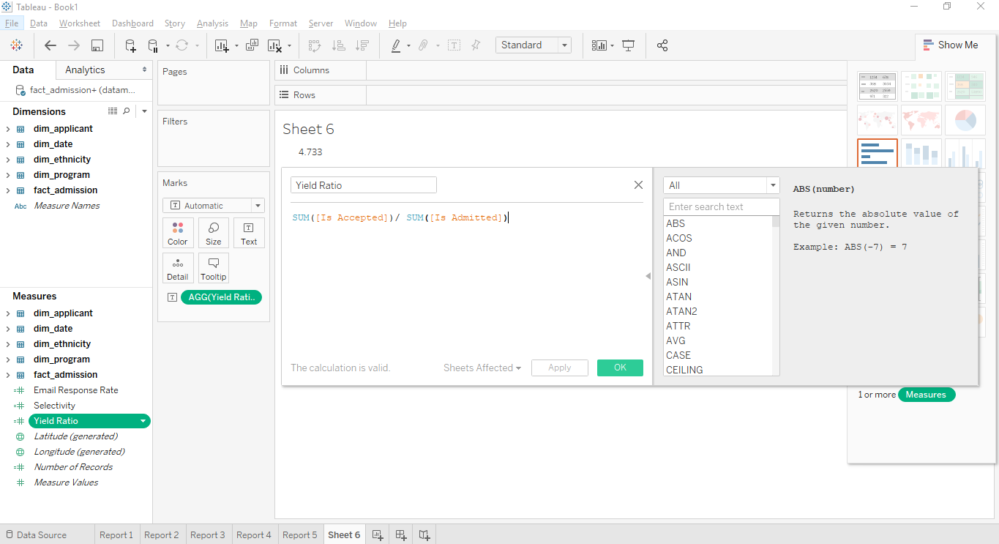 Tableau - Book1
File Data Worksheet Dashboard Story Analysis Map Format Server Window Help
Standard
Show Me
Data Analytics
fact_admission+ (datam...
Dimensions
dim_applicant
dim_date
dim_ethnicity
dim_program
fact_admission
Abc Measure Names
Measures
dim_applicant
dim_date
dim_ethnicity
dim_program
fact_admission
Email Response Rate
Selectivity
Yield Ratio
Latitude (generated)
Longitude (generated)
Number of Records
Measure Values
Pages
Filters
Marks
Automatic
Color Size Text
Detail Tooltip
AGG(Yield Rati..
Columns
Rows
Sheet 6
4.733
Yield Ratio
SUM([Is Accepted])/ SUM([Is Admitted])
The calculation is valid.
Sheets Affected
Apply
OK
All
Enter search text
ABS
ACOS
AND
ASCII
ASIN
ATAN
ATAN2
ATTR
AVG
CASE
CEILING
ABS(number)
Returns the absolute value of
the given number.
Example: ABS(-7) = 7
1 or more Measures
Data Source Report 1 Report 2 Report 3 Report 4 Report 5 Sheet 6